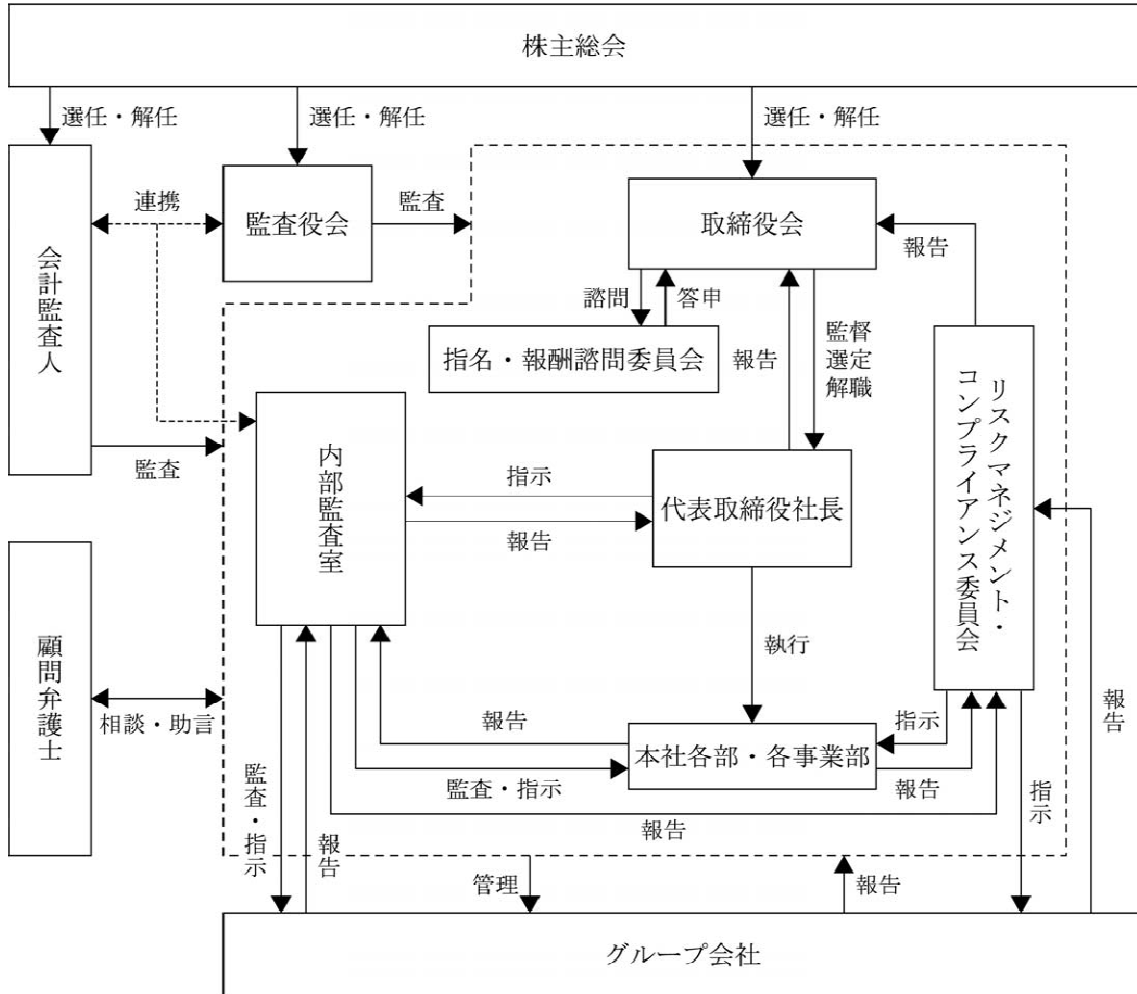 株主総会
選任・解任
選任・解任
選任・解任
会計監査人
連携
監査役会
監査
取締役会
報告
諮問
答申
指名・報酬諮問委員会
報告
監督
選定
解職
リスクマネジメント・
コンプライアンス委員会
監査
内部監査室
指示
報告
代表取締役社長
執行
顧問弁護士
相談・助言
報告
監査・指示
本社各部・各事業部
指示
報告
報告
監査・指示
報告
管理
報告
指示
報告
グループ会社